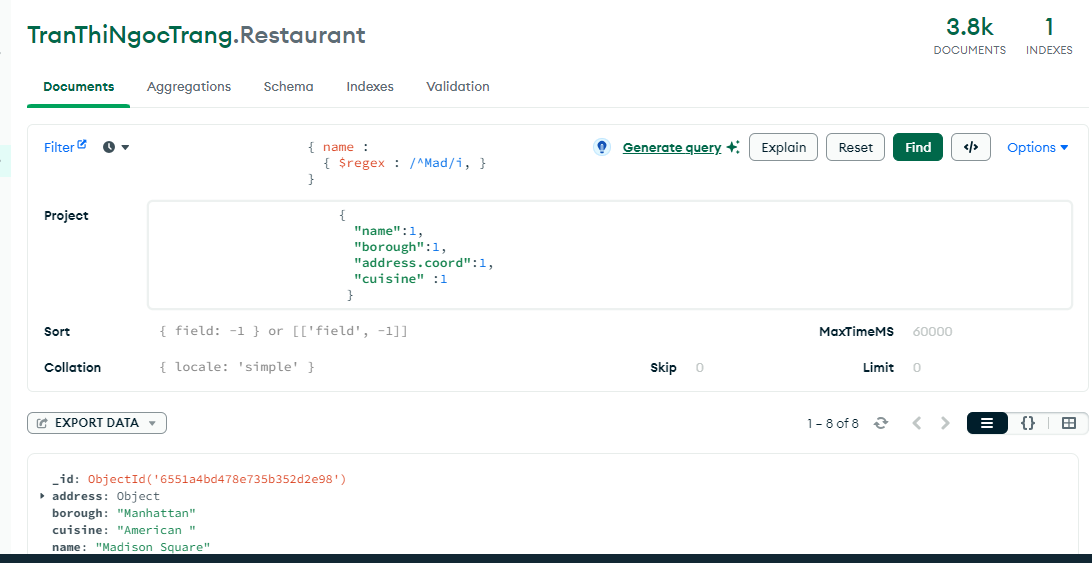 TranThiNgocTrang.Restaurant
3.8k
DOCUMENTS
1
INDEXES
Documents
Aggregations
Schema
Indexes
Validation
Filter
{ name :
{ $regex : /^Mad/i, }
}
Generate query
Explain
Reset
Find
</>
Options
Project
{
"name":1,
"borough":1,
"address.coord":1,
"cuisine" :1
}
Sort
{ field: -1 } or [['field', -1]]
MaxTimeMS
60000
Collation
{ locale: 'simple' }
Skip
0
Limit
0
EXPORT DATA
1 – 8 of 8
{}
_id: ObjectId('6551a4bd478e735b352d2e98')
address: Object
borough: "Manhattan"
cuisine: "American "
name: "Madison Square"